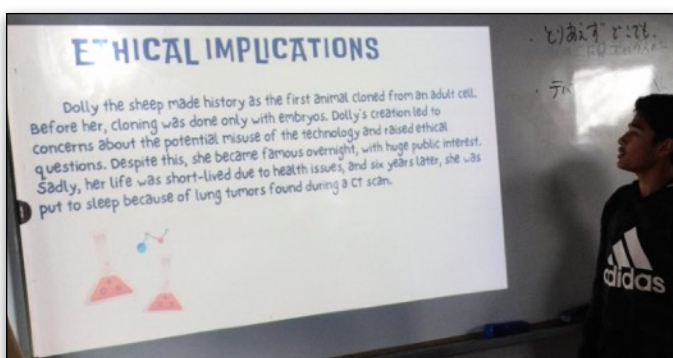 ETHICAL IMPLICATIONS
Dolly the sheep made history as the first animal cloned from an adult cell.
Before her, cloning was done only with embryos. Dolly's creation led to
concerns about the potential misuse of the technology and raised ethical
questions. Despite this, she became famous overnight, with huge public interest.
Sadly, her life was short-lived due to health issues, and six years later, she was
put to sleep because of lung tumors found during a CT scan.
・とりあえず どこでも.
adidas